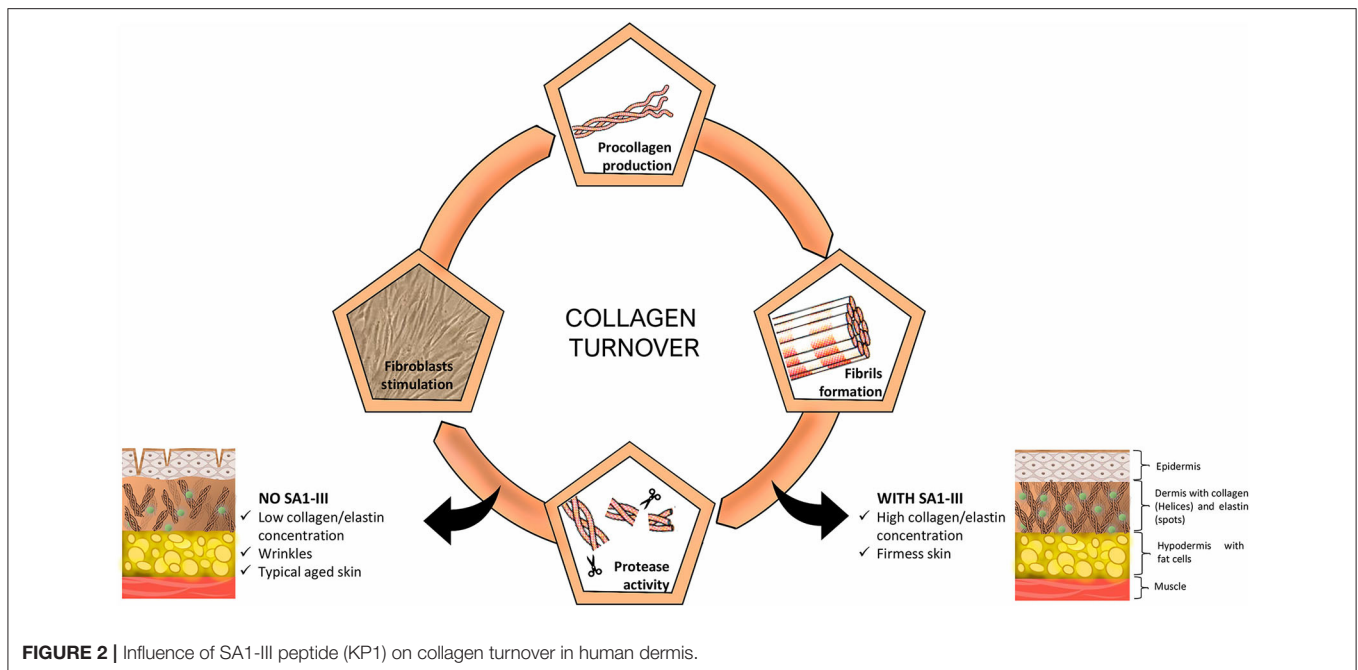 Procollagen
production
COLLAGEN
TURNOVER
Fibroblasts
stimulation
Fibrils
formation
NO SA1-III
✓ Low collagen/elastin
concentration
✓ Wrinkles
✓ Typical aged skin
Protease
activity
WITH SA1-III
✓ High collagen/elastin
concentration
✓ Firmness skin
Epidermis
Dermis with collagen
(Helices) and elastin
(spots)
Hypodermis with
fat cells
Muscle
FIGURE 2 | Influence of SA1-III peptide (KP1) on collagen turnover in human dermis.